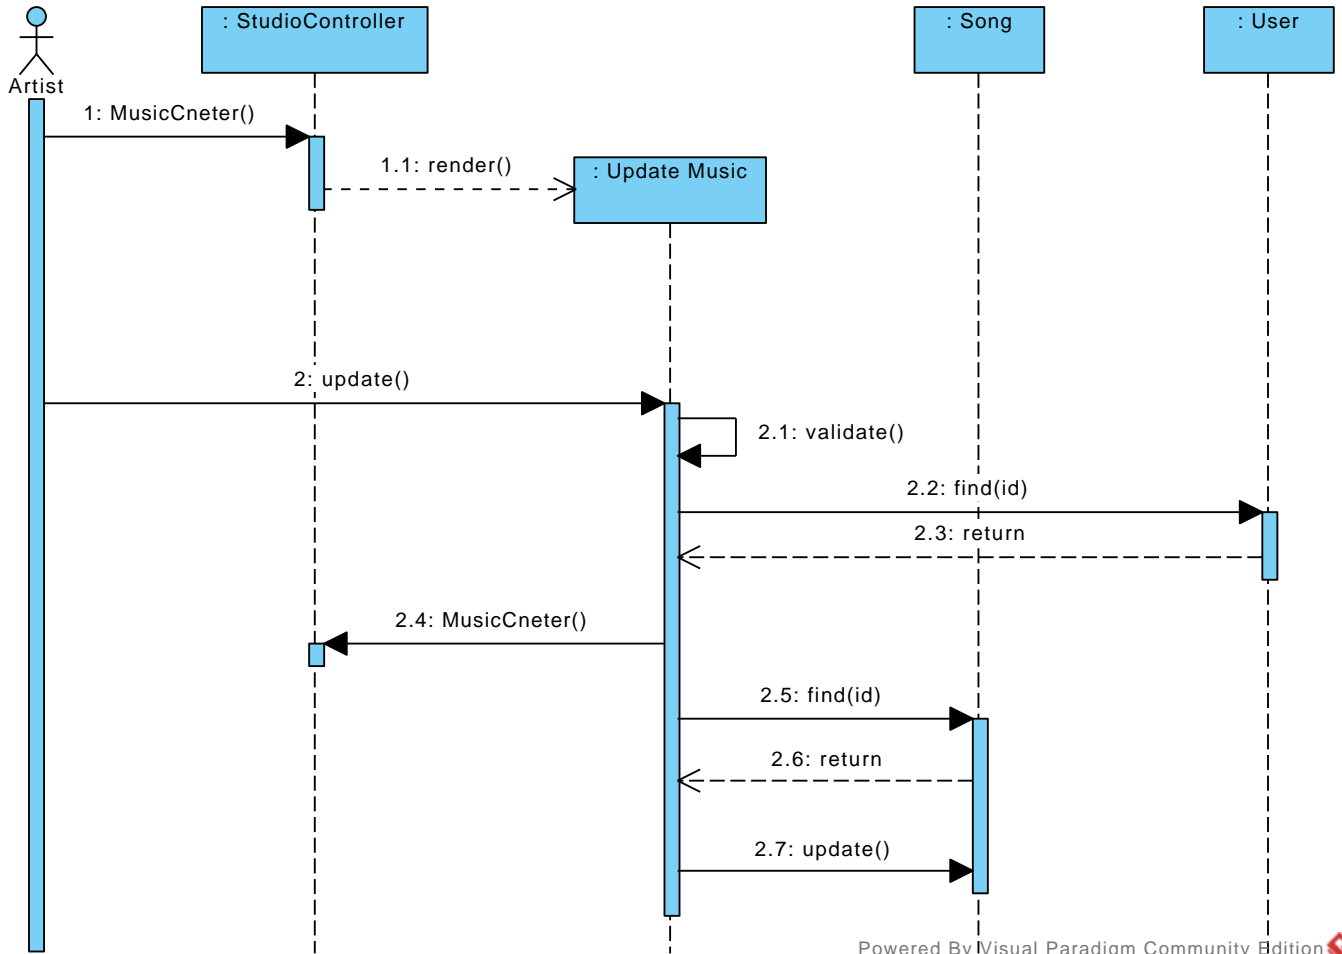 : StudioController
: Song
: User
Artist
1: MusicCneter()
1.1: render()
: Update Music
2: update()
2.1: validate()
2.2: find(id)
2.3: return
2.4: MusicCneter()
2.5: find(id)
2.6: return
2.7: update()
Powered By Visual Paradigm Community Edition